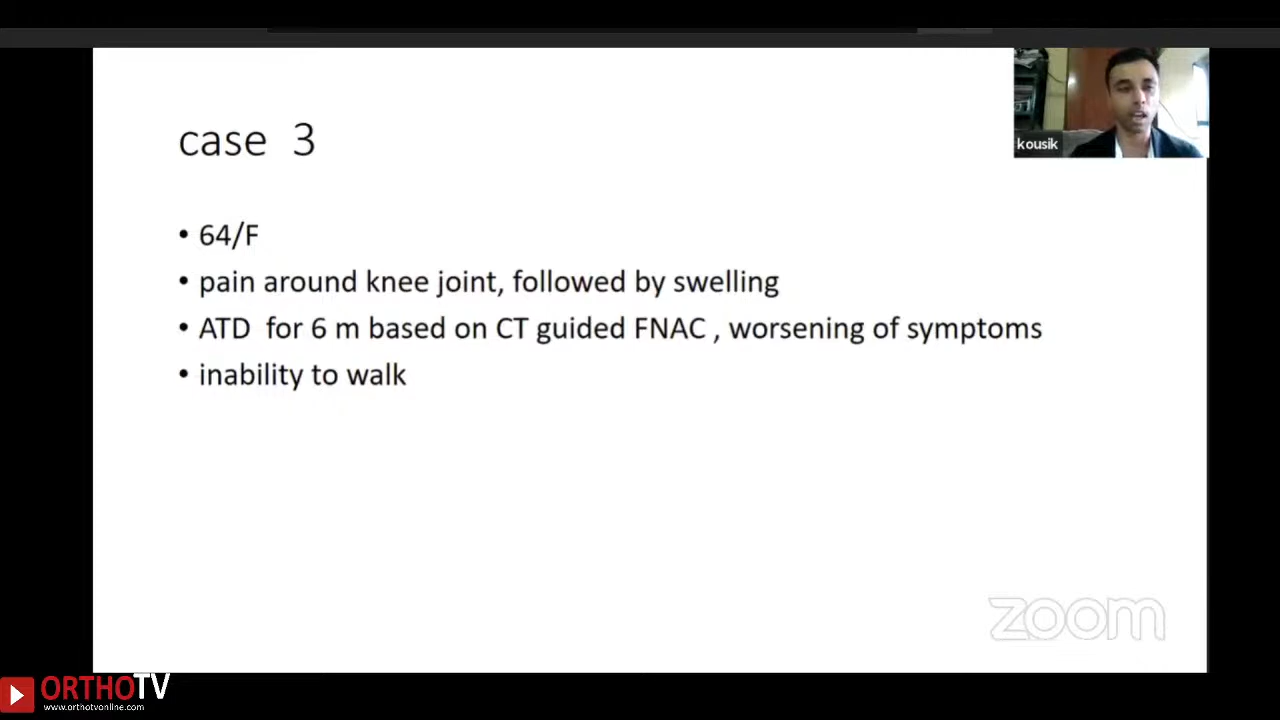 case 3
• 64/F
• pain around knee joint, followed by swelling
• ATD for 6 m based on CT guided FNAC , worsening of symptoms
• inability to walk
kousik
zoom
ORTHOTV
www.orthotvonline.com